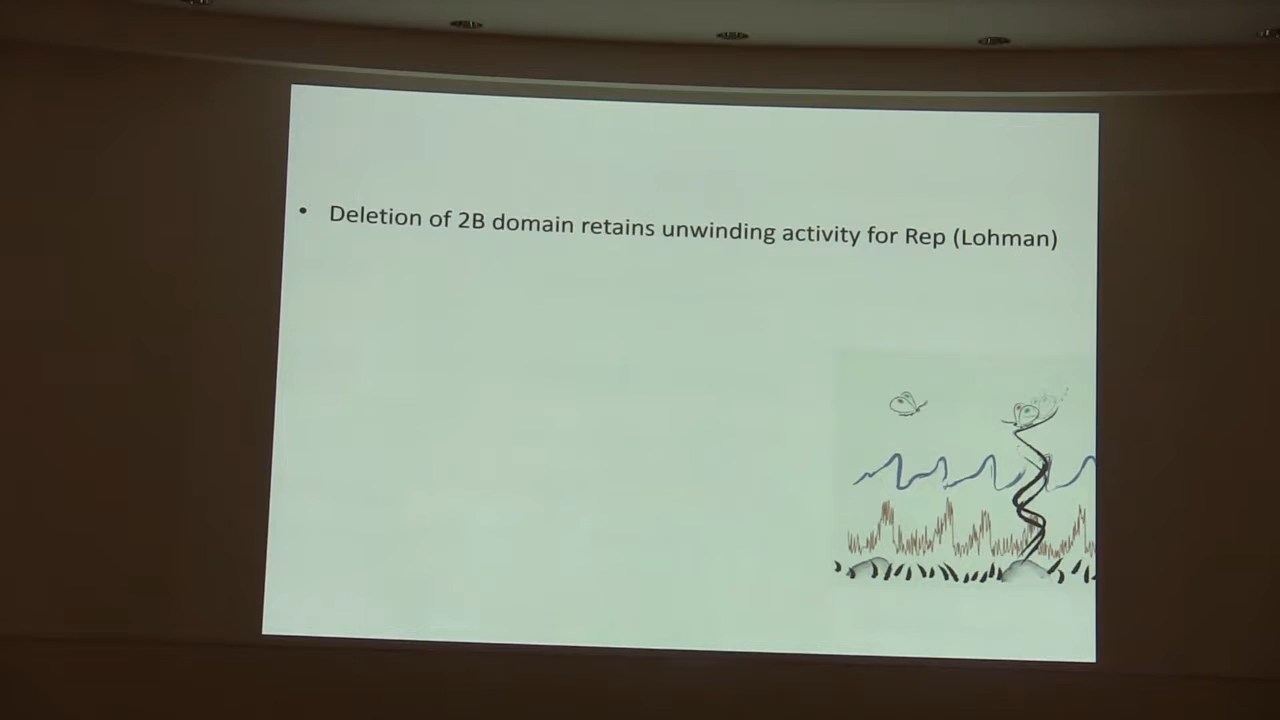 • Deletion of 2B domain retains unwinding activity for Rep (Lohman)